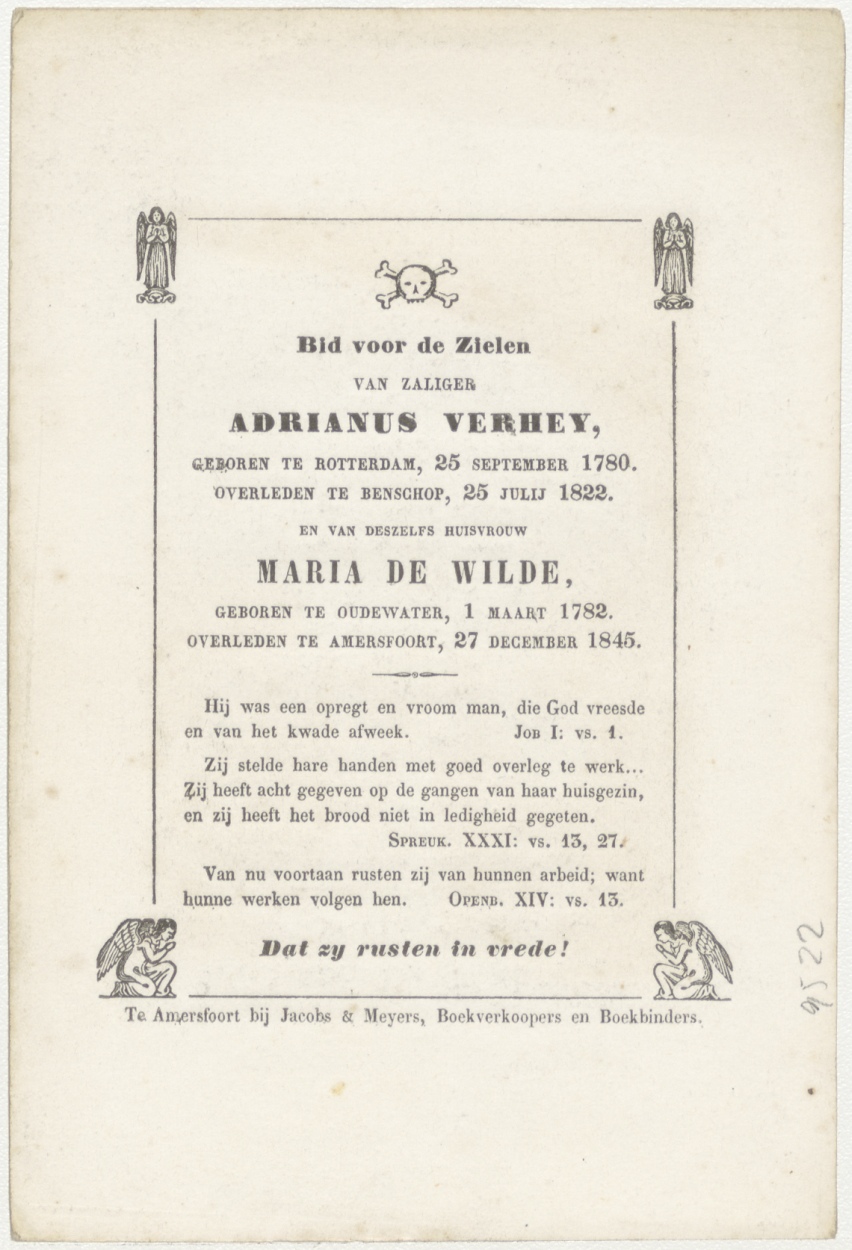 Bid voor de Zielen
VAN ZALIGER
ADRIANUS VERHEY,
GEBOREN TE ROTTERDAM, 25 SEPTEMBER 1780.
OVERLEDEN TE BENSCHOP, 25 JULIJ 1822.
EN VAN DESZELFS HUISVROUW
MARIA DE WILDE,
GEBOREN TE OUDEWATER, 1 MAART 1782.
OVERLEDEN TE AMERSFOORT, 27 DECEMBER 1845.
Hij was een opregt en vroom man, die God vreesde
en van het kwade afweek. JOB I: vs. 1.
Zij stelde hare handen met goed overleg te werk...
Zij heeft acht gegeven op de gangen van haar huisgezin,
en zij heeft het brood niet in ledigheid gegeten.
SPREUK. XXXI: vs. 13, 27.
Van nu voortaan rusten zij van hunnen arbeid; want
hunne werken volgen hen. OPENB. XIV: vs. 13.
Dat zy rusten in vrede!
Te Amersfoort bij Jacobs & Meyers, Boekverkoopers en Boekbinders.
9522